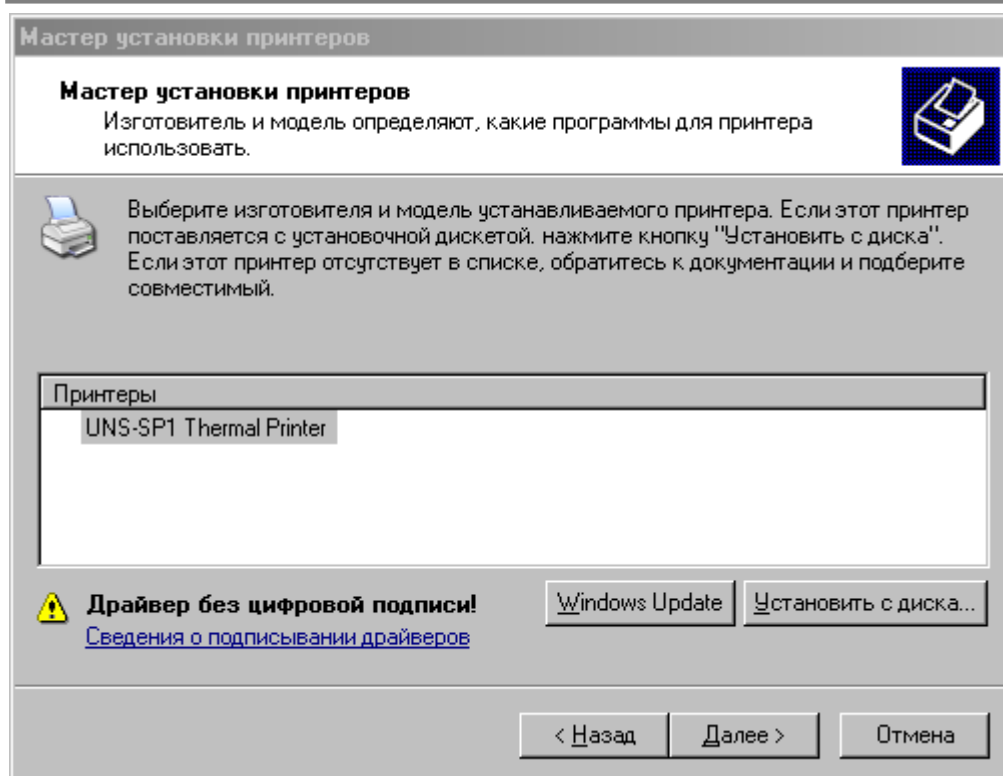 Мастер установки принтеров
Мастер установки принтеров
Изготовитель и модель определяют, какие программы для принтера
использовать.
Выберите изготовителя и модель устанавливаемого принтера. Если этот принтер
поставляется с установочной дискетой. нажмите кнопку "Установить с диска".
Если этот принтер отсутствует в списке, обратитесь к документации и подберите
совместимый.
Принтеры
UNS-SP1 Thermal Printer
Драйвер без цифровой подписи!
Windows Update
Установить с диска...
Сведения о подписывании драйверов
< Назад
Далее >
Отмена